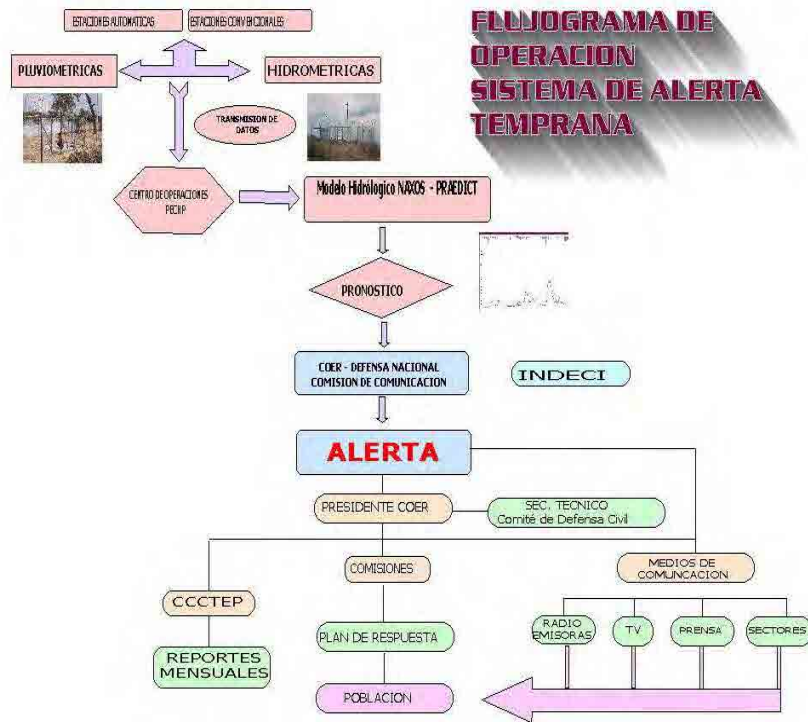 ESTACIONES AUTOMATICAS
ESTACIONES CONVENCIONALES
FLUJOGRAMA DE
OPERACION
SISTEMA DE ALERTA
TEMPRANA
PLUVIOMETRICAS
HIDROMETRICAS
TRANSMISION DE
DATOS
CENTRO DE OPERACIONES
PECHP
Modelo Hidrólogico NAXOS - PRAEDICT
PRONOSTICO
COER - DEFENSA NACIONAL
COMISION DE COMUNICACION
INDECI
ALERTA
PRESIDENTE COER
SEC. TECNICO
Comité de Defensa Civil
COMISIONES
MEDIOS DE
COMUNCACION
CCCTEP
RADIO
EMISORAS
TV
PRENSA
SECTORES
PLAN DE RESPUESTA
REPORTES
MENSUALES
POBLACION